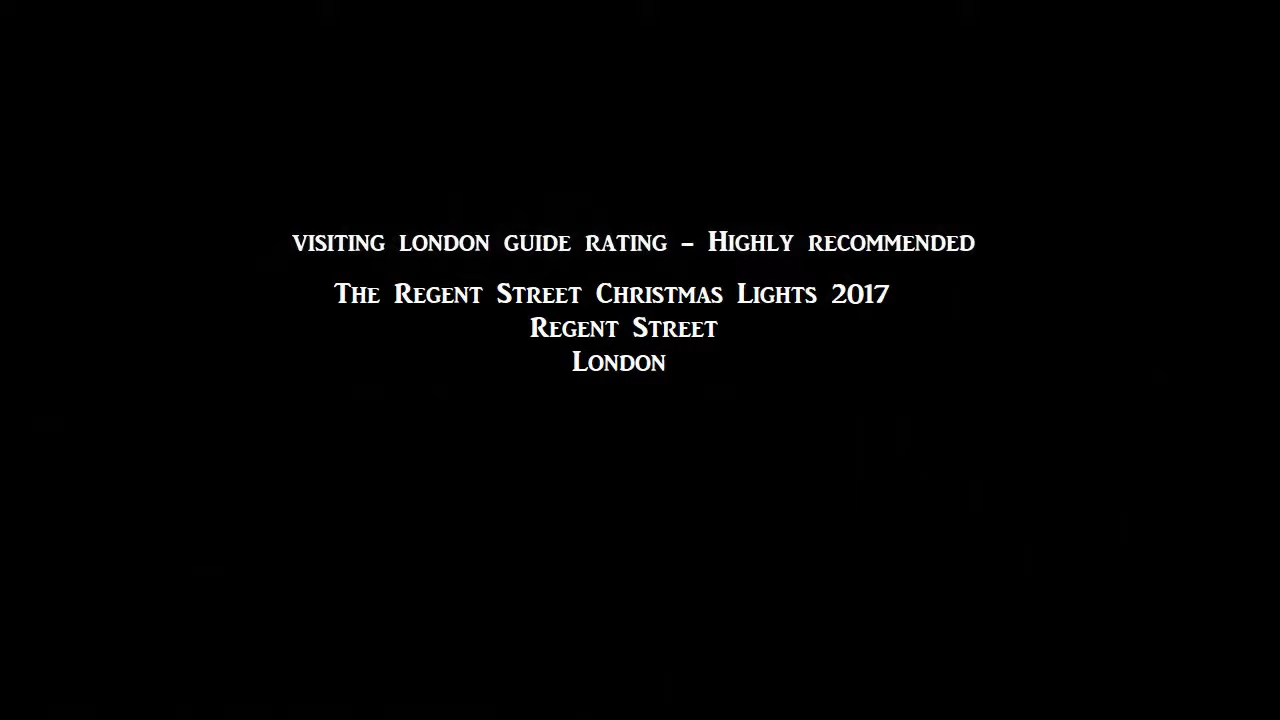 visiting london guide rating – Highly recommended
The Regent Street Christmas Lights 2017
Regent Street
London